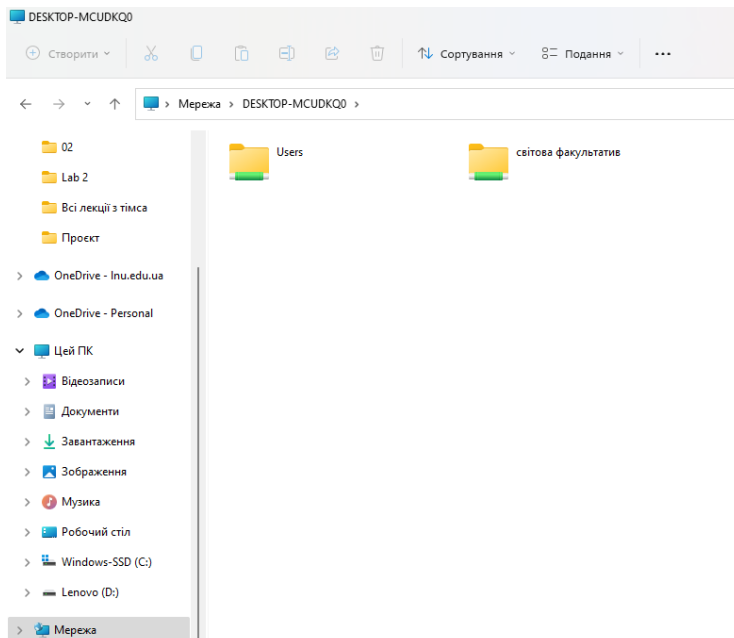 DESKTOP-MCUDKQ0
Створити Сортування Подання
Мережа DESKTOP-MCUDKQ0
02
Lab 2
Всі лекції з тімса
Проєкт
OneDrive - lnu.edu.ua
OneDrive - Personal
Цей ПК
Відеозаписи
Документи
Завантаження
Зображення
Музика
Робочий стіл
Windows-SSD (C:)
Lenovo (D:)
Мережа
Users
світова факультатив